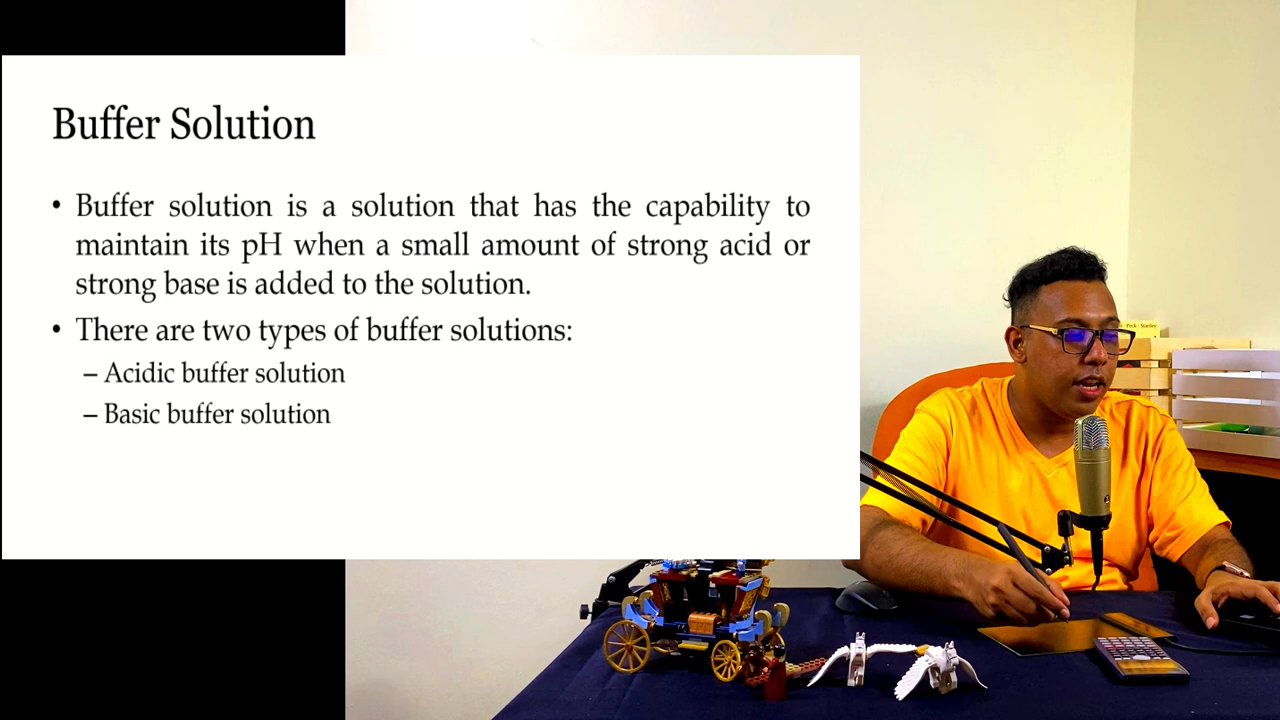 Buffer Solution
• Buffer solution is a solution that has the capability to
maintain its pH when a small amount of strong acid or
strong base is added to the solution.
• There are two types of buffer solutions:
– Acidic buffer solution
– Basic buffer solution
Peck - Stanley